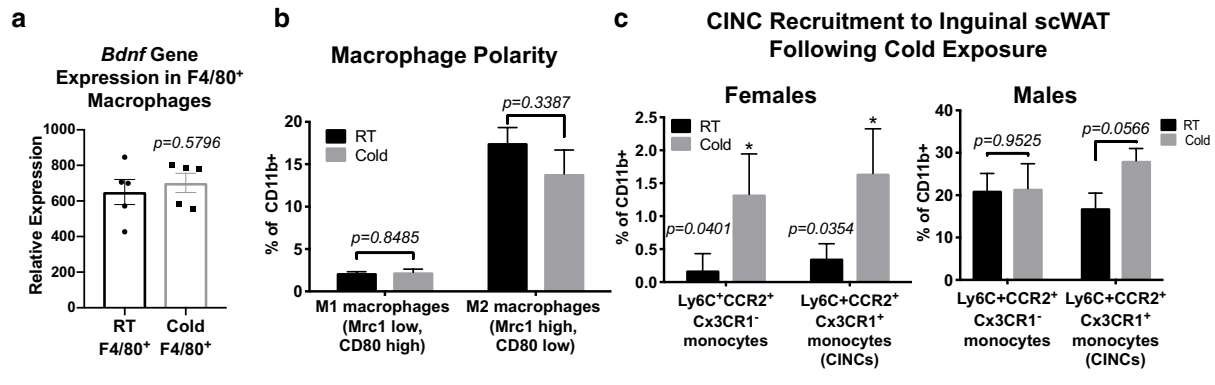 a
Bdnf Gene
Expression in F4/80+
Macrophages
Relative Expression
1000
800
600
400
200
0
p=0.5796
RT
F4/80+
Cold
F4/80+
b
Macrophage Polarity
% of CD11b+
20
15
10
5
0
RT
Cold
p=0.3387
p=0.8485
M1 macrophages
(Mrc1 low,
CD80 high)
M2 macrophages
(Mrc1 high,
CD80 low)
c
CINC Recruitment to Inguinal scWAT
Following Cold Exposure
Females
% of CD11b+
2.5
2.0
1.5
1.0
0.5
0.0
RT
Cold
*
*
p=0.0401
p=0.0354
Ly6C+CCR2+
Cx3CR1-
monocytes
Ly6C+CCR2+
Cx3CR1+
monocytes
(CINCs)
Males
% of CD11b+
40
30
20
10
0
RT
Cold
p=0.9525
p=0.0566
Ly6C+CCR2+
Cx3CR1-
monocytes
Ly6C+CCR2+
Cx3CR1+
monocytes
(CINCs)